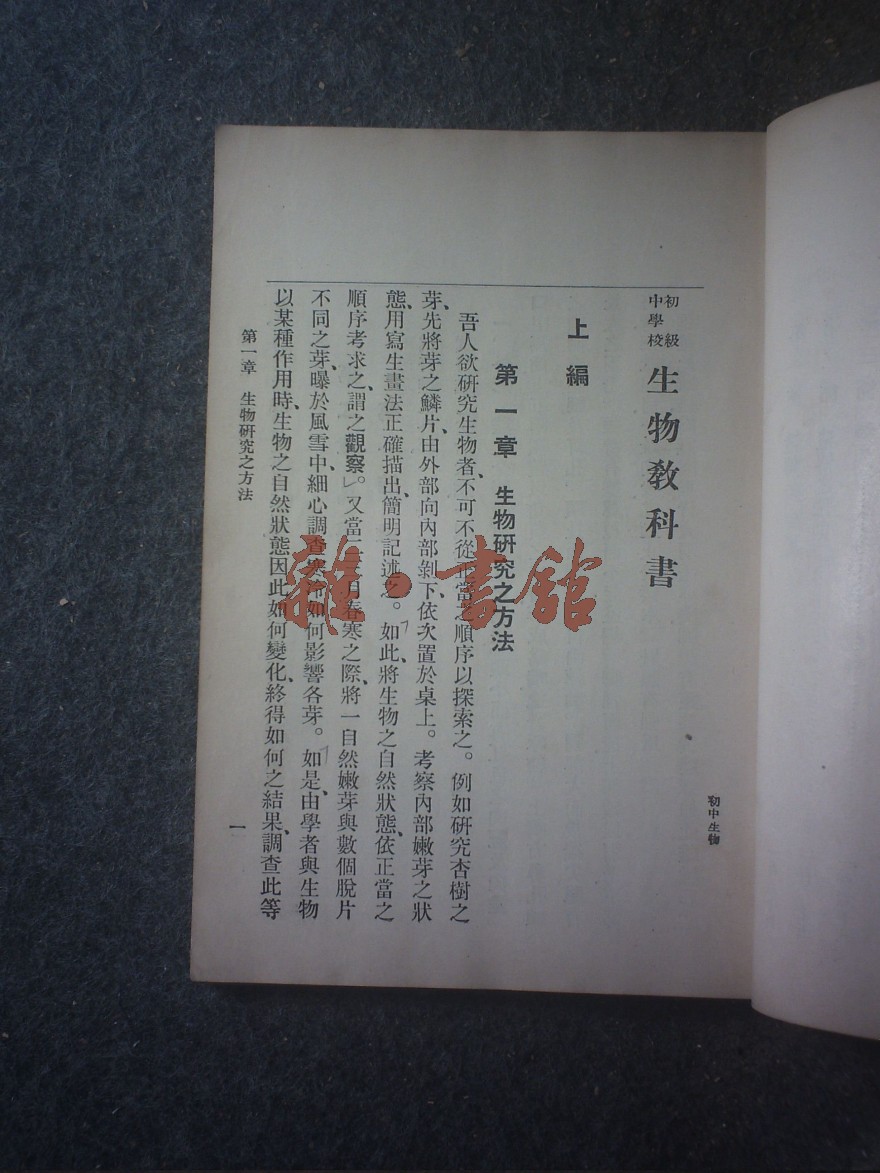 初級中學校
生物教科書
初中生物
上編
第一章 生物研究之方法
吾人欲研究生物者、不可不從正當之順序以探索之。例如研究杏樹之
芽、先將芽之鱗片、由外部向內部剝下、依次置於桌上。考察內部嫩芽之狀
態、用寫生畫法正確描出、簡明記述之。如此、將生物之自然狀態、依正當之
順序考求之、謂之觀察。又當二三月春寒之際、將一自然嫩芽與數個脫片
不同之芽、曝於風雪中、細心調查寒冷如何影響各芽。如是、由學者與生物
以某種作用時、生物之自然狀態因此如何變化、終得如何之結果、調查此等
第一章 生物研究之方法
一
雜·書館